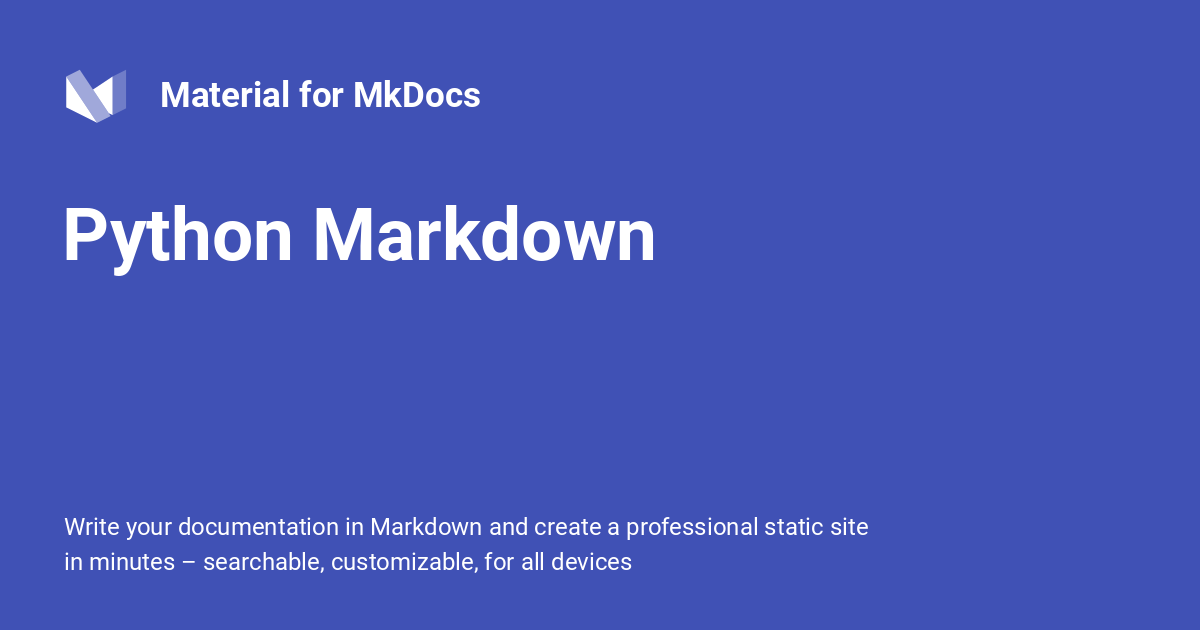 Material for MkDocs
Python Markdown
Write your documentation in Markdown and create a professional static site
in minutes – searchable, customizable, for all devices